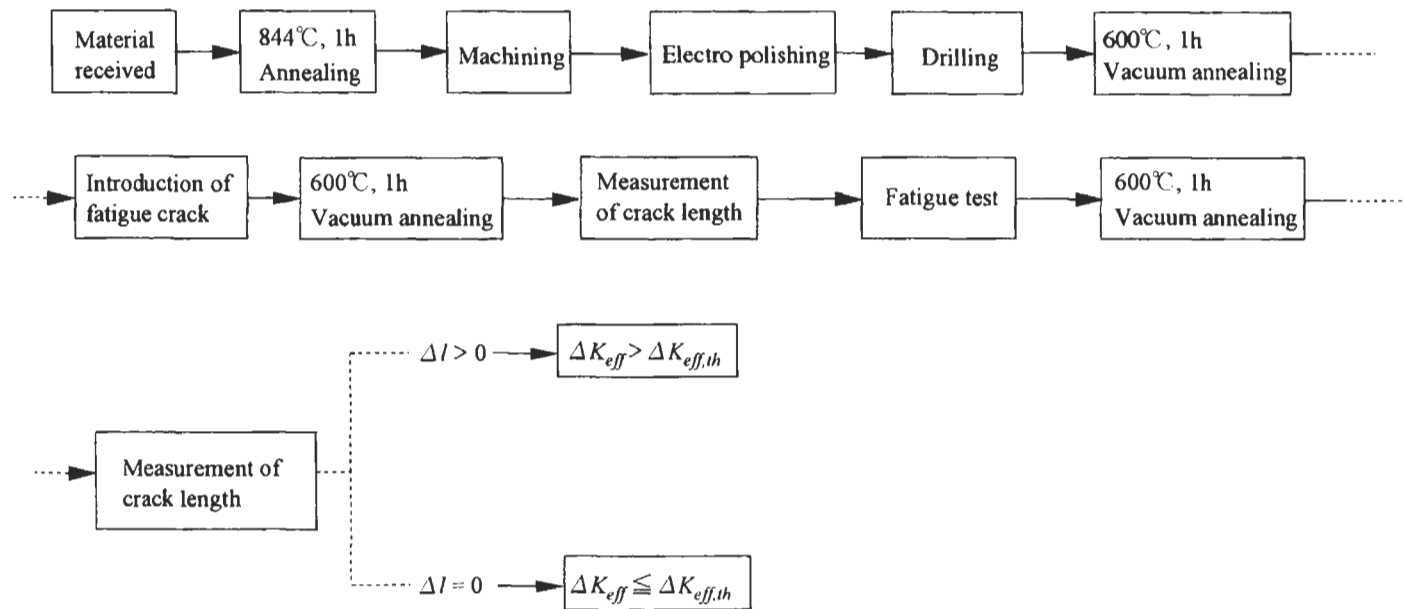 Material
received
844℃, 1h
Annealing
Machining
Electro polishing
Drilling
600℃, 1h
Vacuum annealing
Introduction of
fatigue crack
600℃, 1h
Vacuum annealing
Measurement
of crack length
Fatigue test
600℃, 1h
Vacuum annealing
Δl > 0
ΔK_eff > ΔK_eff,th
Measurement of
crack length
Δl = 0
ΔK_eff ≦ ΔK_eff,th